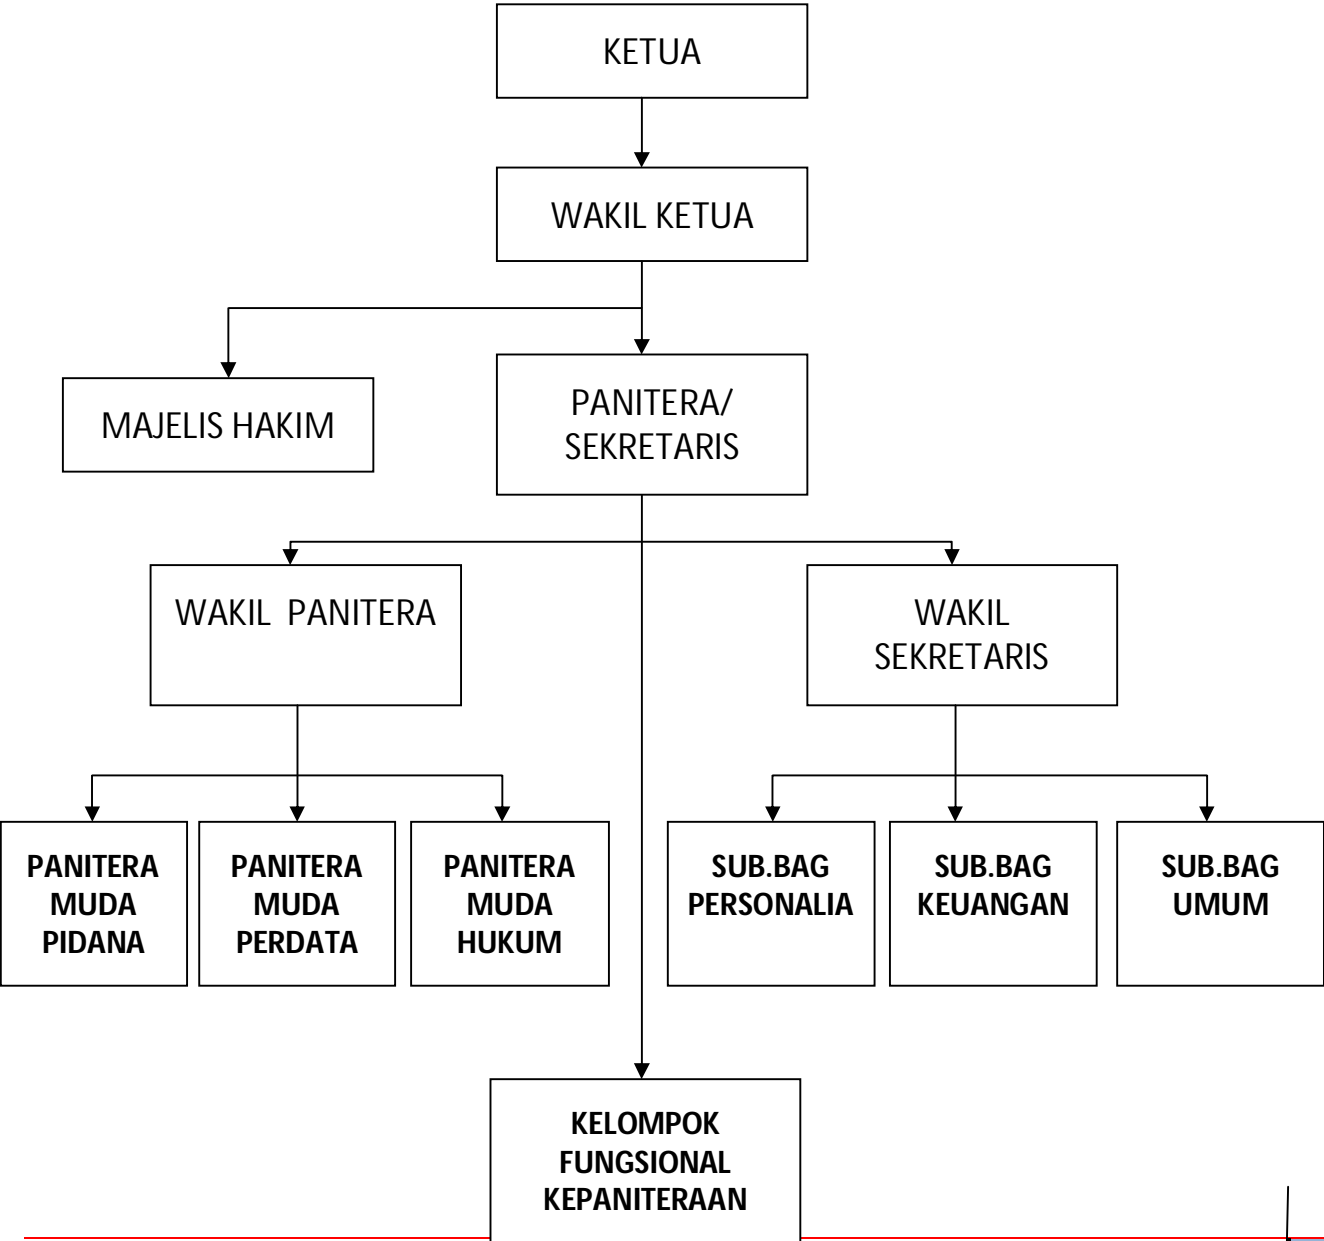 KETUA
WAKIL KETUA
MAJELIS HAKIM
PANITERA/
SEKRETARIS
WAKIL PANITERA
WAKIL
SEKRETARIS
PANITERA
MUDA
PIDANA
PANITERA
MUDA
PERDATA
PANITERA
MUDA
HUKUM
SUB.BAG
PERSONALIA
SUB.BAG
KEUANGAN
SUB.BAG
UMUM
KELOMPOK
FUNGSIONAL
KEPANITERAAN